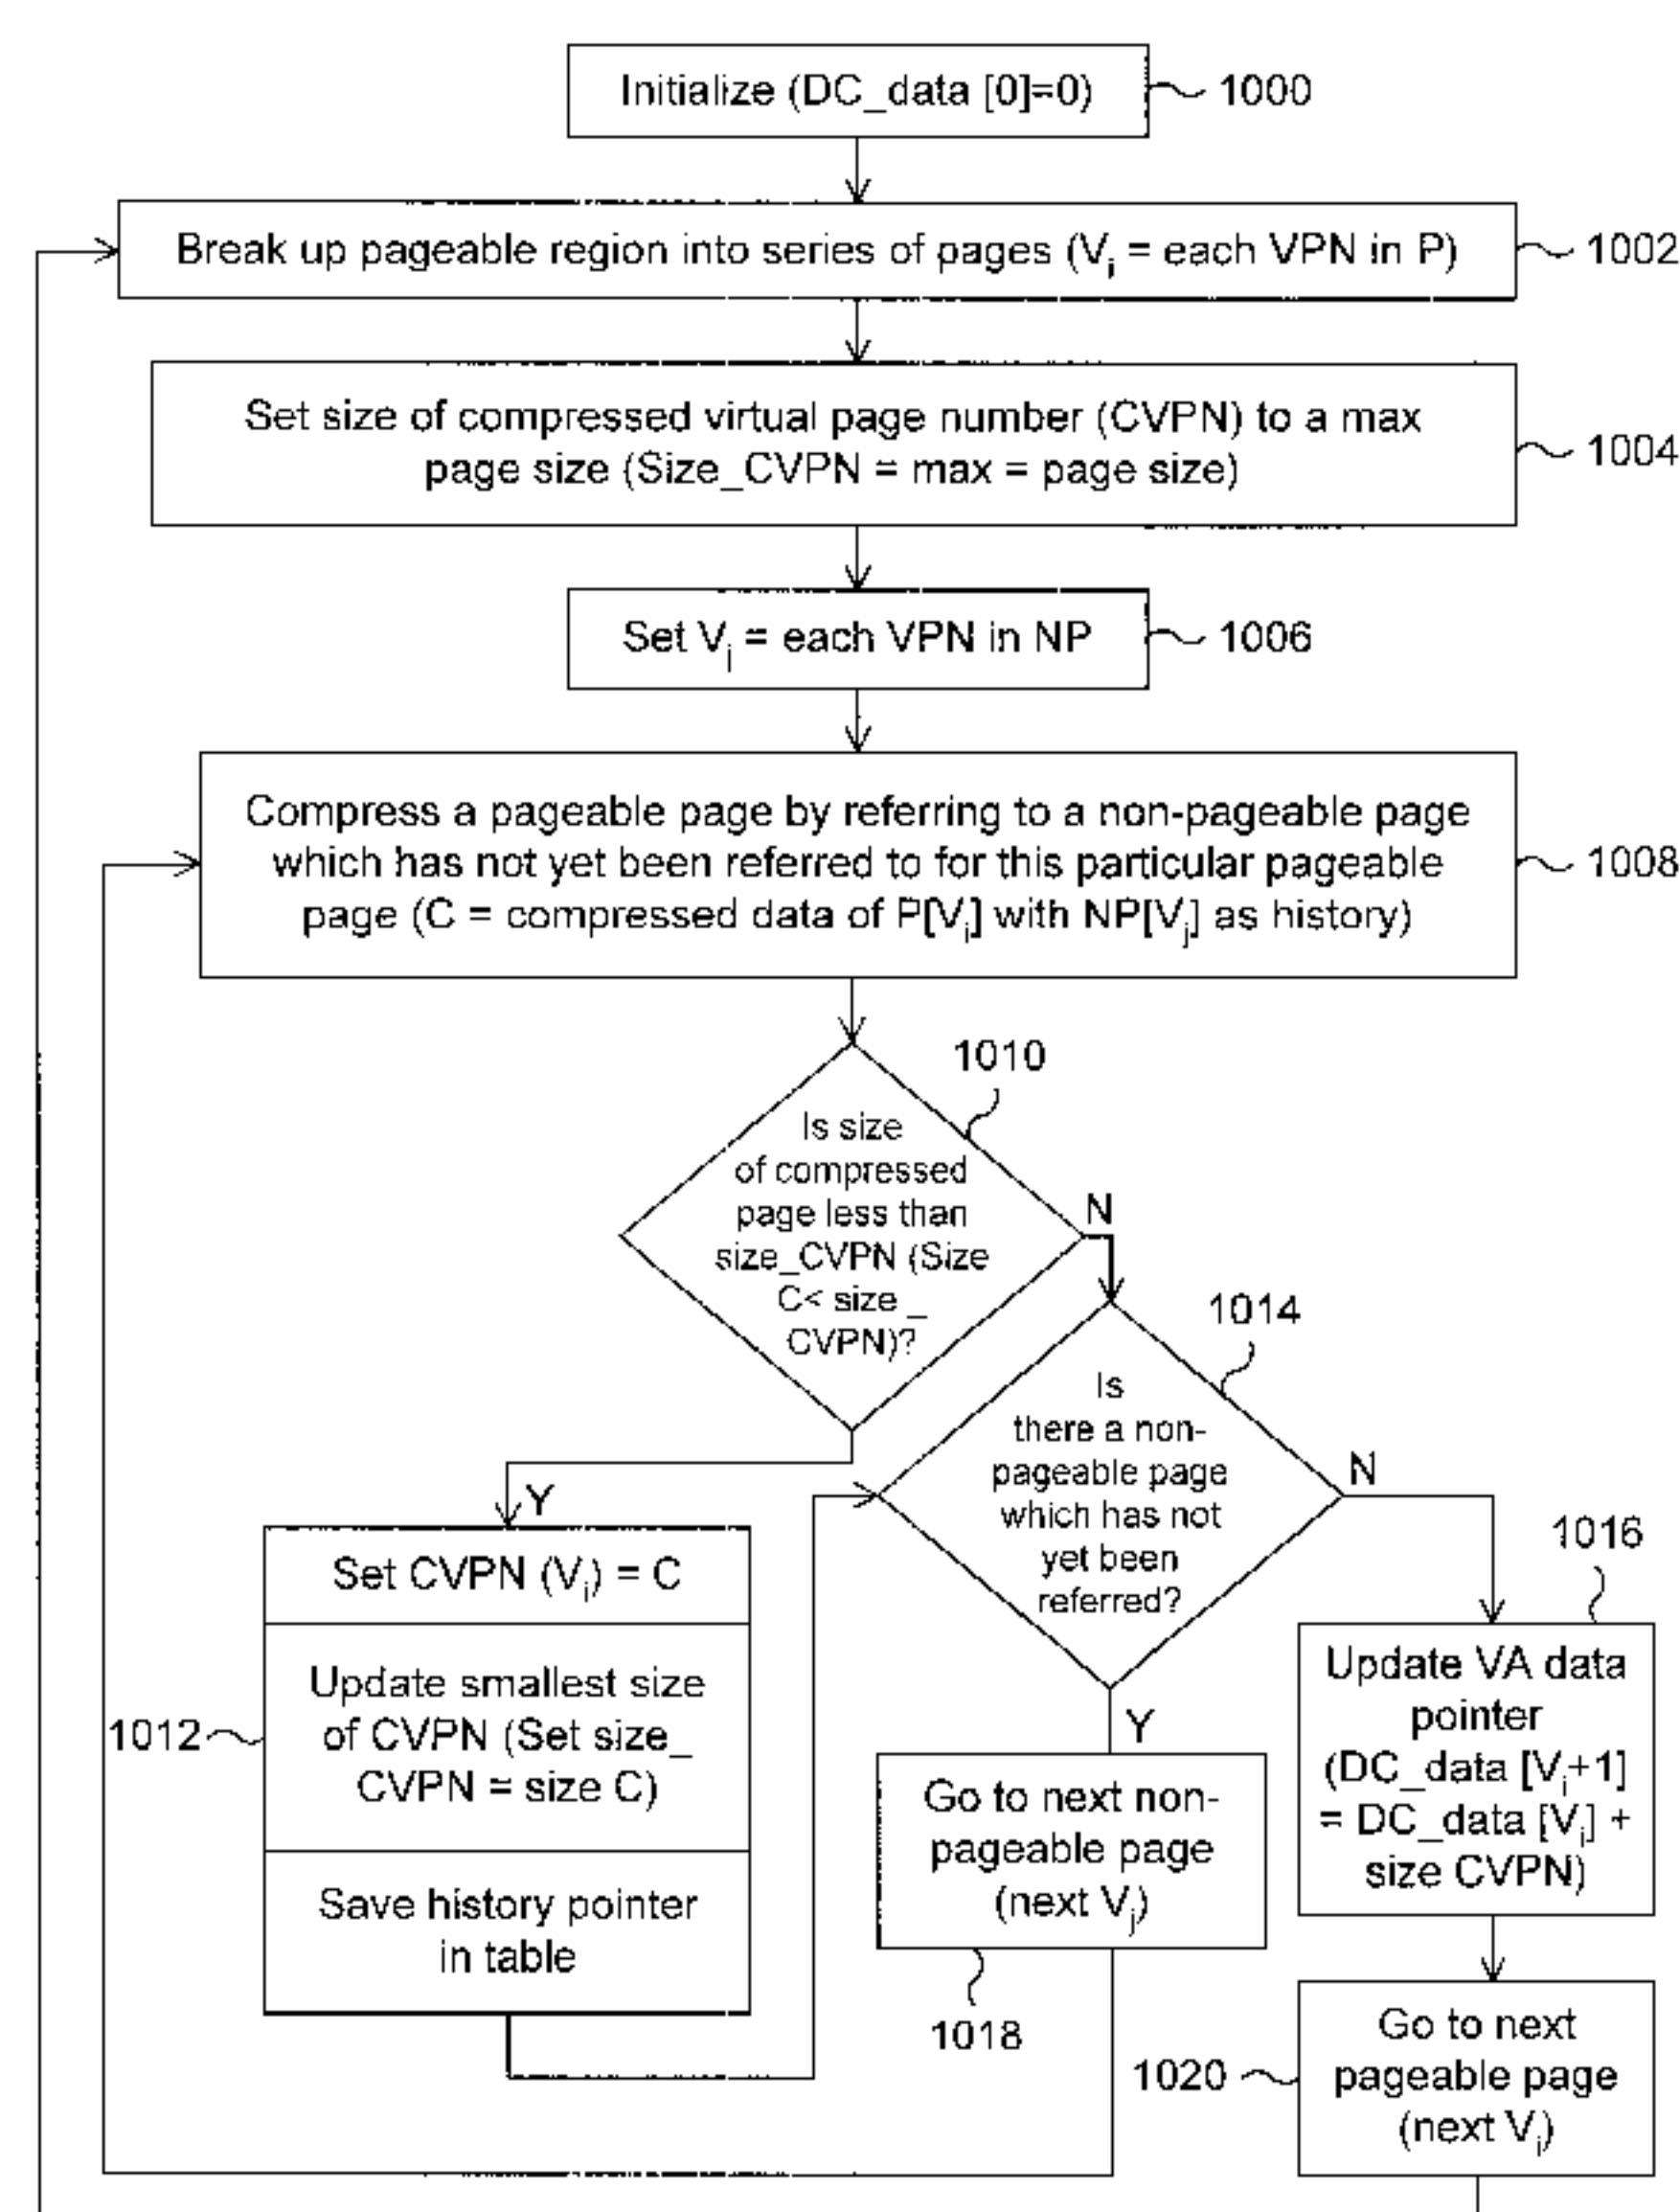 Initialize (DC_data [0]=0)
1000
Break up pageable region into series of pages (Vi = each VPN in P)
1002
Set size of compressed virtual page number (CVPN) to a max
page size (Size_CVPN = max = page size)
1004
Set Vj = each VPN in NP
1006
Compress a pageable page by referring to a non-pageable page
which has not yet been referred to for this particular pageable
page (C = compressed data of P[Vi] with NP[Vj] as history)
1008
1010
Is size
of compressed
page less than
size_CVPN (Size
C< size _
CVPN)?
N
Y
1014
Is
there a non-
pageable page
which has not
yet been
referred?
N
Y
1012
Set CVPN (Vi) = C
Update smallest size
of CVPN (Set size_
CVPN = size C)
Save history pointer
in table
1016
Update VA data
pointer
(DC_data [Vi+1]
= DC_data [Vi] +
size CVPN)
Go to next non-
pageable page
(next Vj)
1018
1020
Go to next
pageable page
(next Vi)